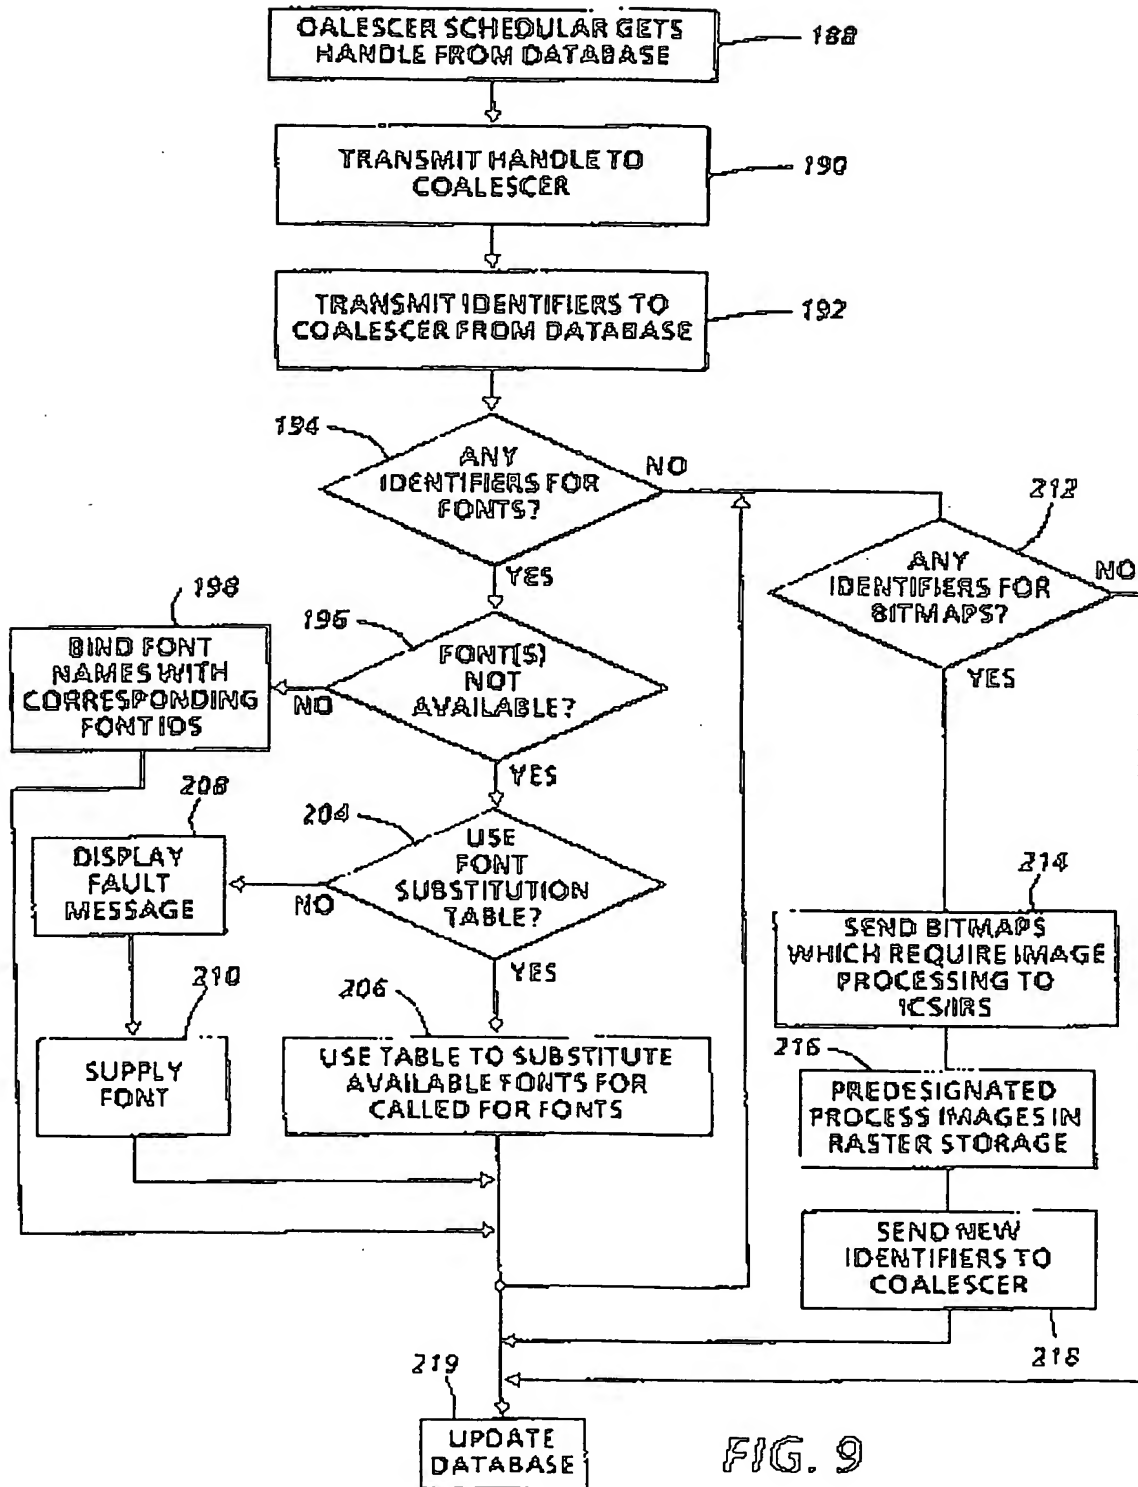 OALESCER SCHEDULAR GETS
HANDLE FROM DATABASE
188
TRANSMIT HANDLE TO
COALESCER
190
TRANSMIT IDENTIFIERS TO
COALESCER FROM DATABASE
192
194
ANY
IDENTIFIERS FOR
FONTS?
NO
YES
212
ANY
IDENTIFIERS FOR
BITMAPS?
NO
YES
196
FONT(S)
NOT
AVAILABLE?
NO
YES
198
BIND FONT
NAMES WITH
CORRESPONDING
FONT IDS
204
USE
FONT
SUBSTITUTION
TABLE?
NO
YES
208
DISPLAY
FAULT
MESSAGE
210
SUPPLY
FONT
206
USE TABLE TO SUBSTITUTE
AVAILABLE FONTS FOR
CALLED FOR FONTS
214
SEND BITMAPS
WHICH REQUIRE IMAGE
PROCESSING TO
ICS/IRS
216
PREDESIGNATED
PROCESS IMAGES IN
RASTER STORAGE
SEND NEW
IDENTIFIERS TO
COALESCER
218
219
UPDATE
DATABASE
FIG. 9